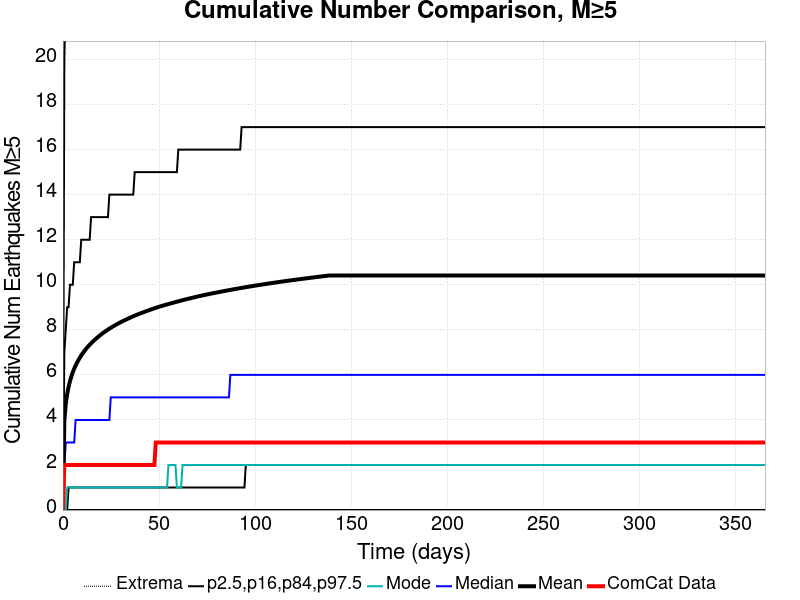 Cumulative Number Comparison, M≥5
Cumulative Num Earthquakes M≥5
20
18
16
14
12
10
8
6
4
2
0
0 50 100 150 200 250 300 350
Time (days)
Extrema p2.5,p16,p84,p97.5 Mode Median Mean ComCat Data